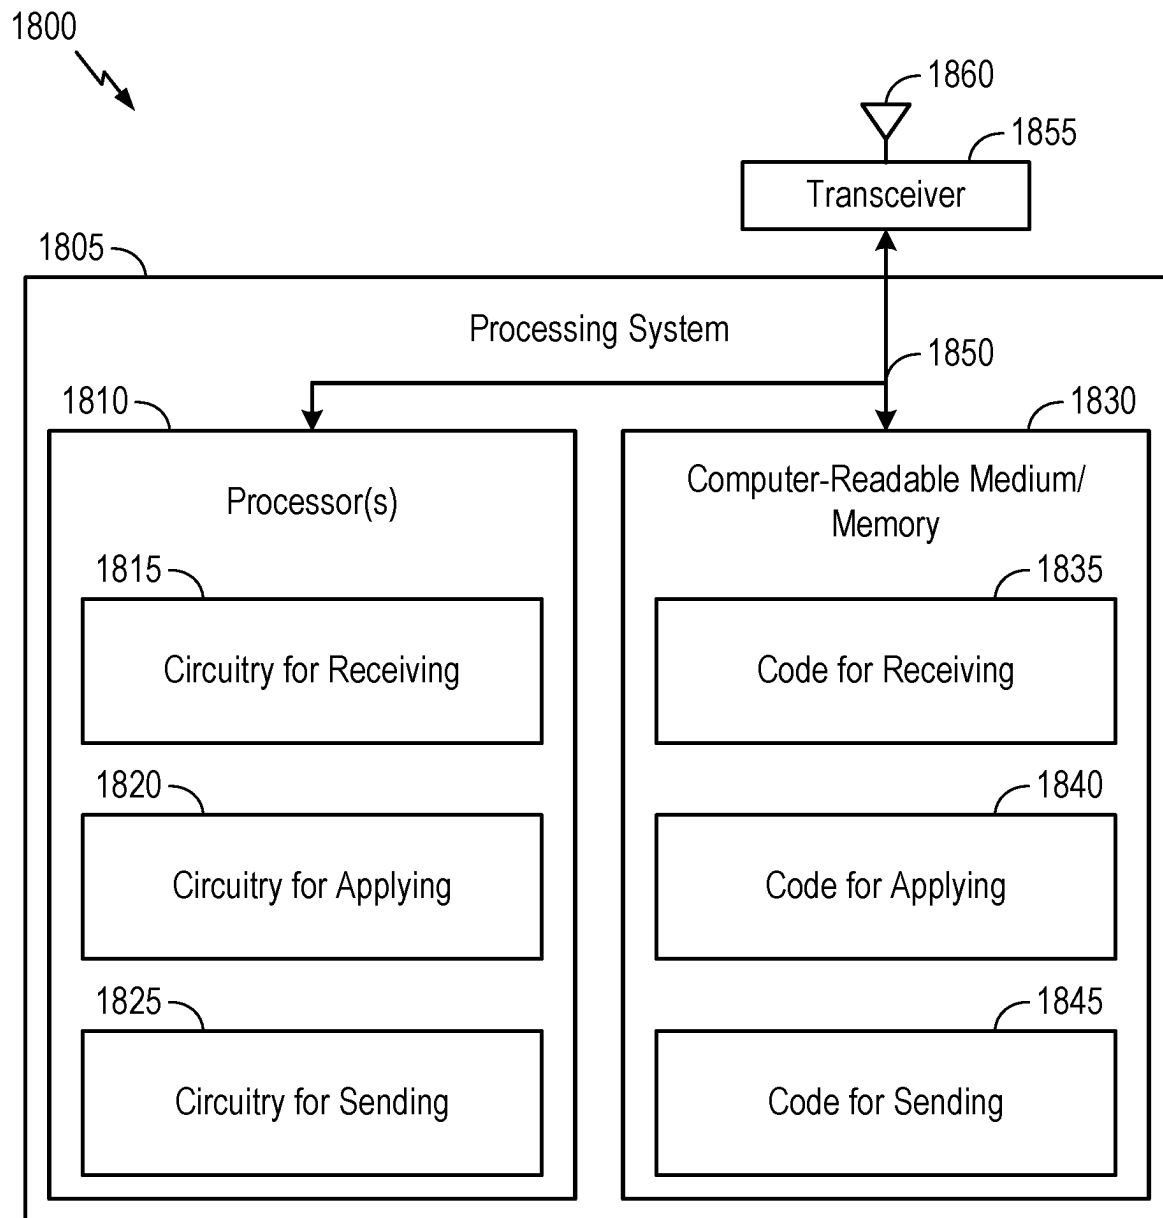 1800
1860
1855
Transceiver
1805
Processing System
1850
1810
1830
Processor(s)
Computer-Readable Medium/
Memory
1815
1835
Circuitry for Receiving
Code for Receiving
1820
1840
Circuitry for Applying
Code for Applying
1825
1845
Circuitry for Sending
Code for Sending